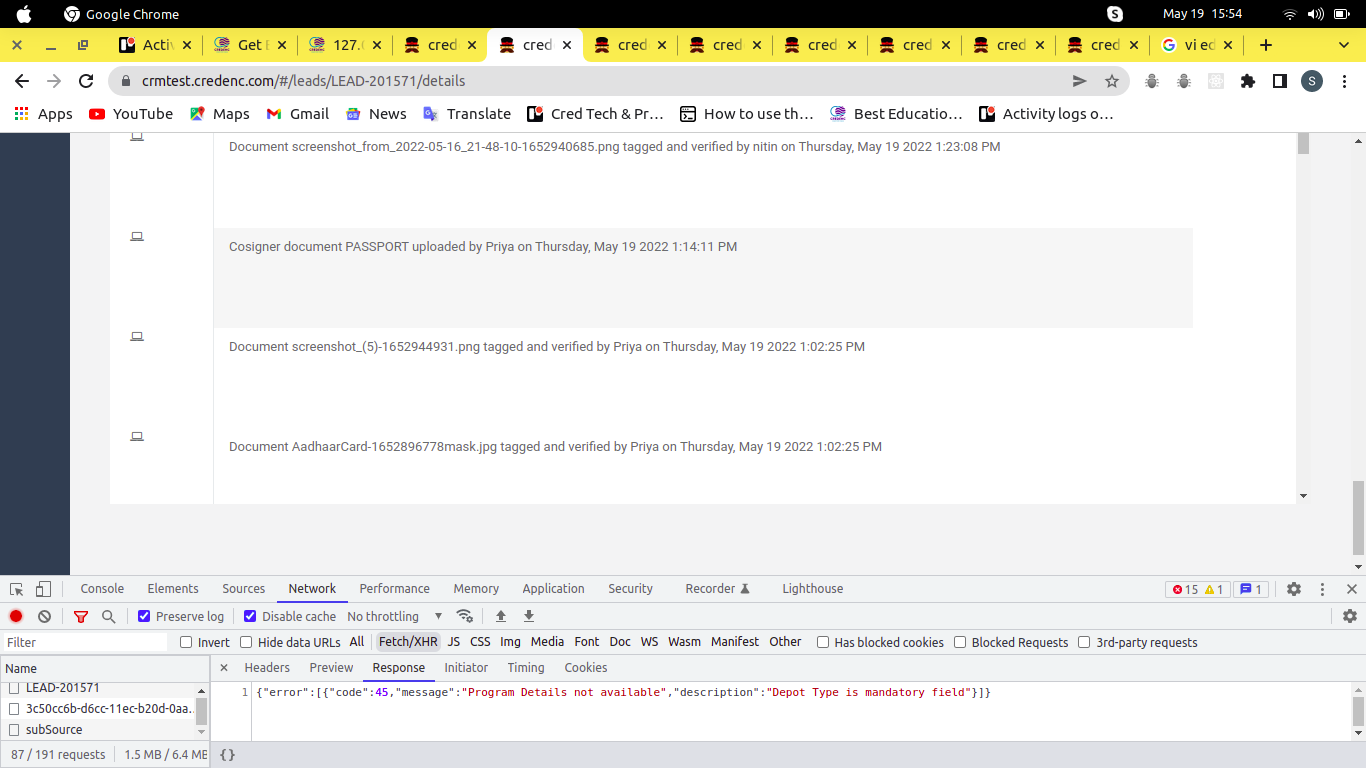 Google Chrome
May 19 15:54
Activ
Get E
127.0
cred
cred
cred
cred
cred
cred
cred
cred
vi ed
crmtest.credenc.com/#/leads/LEAD-201571/details
S
Apps
YouTube
Maps
Gmail
News
Translate
Cred Tech & Pr...
How to use th...
Best Educatio...
Activity logs o...
Document screenshot_from_2022-05-16_21-48-10-1652940685.png tagged and verified by nitin on Thursday, May 19 2022 1:23:08 PM
Cosigner document PASSPORT uploaded by Priya on Thursday, May 19 2022 1:14:11 PM
Document screenshot_(5)-1652944931.png tagged and verified by Priya on Thursday, May 19 2022 1:02:25 PM
Document AadhaarCard-1652896778mask.jpg tagged and verified by Priya on Thursday, May 19 2022 1:02:25 PM
Console Elements Sources Network Performance Memory Application Security Recorder Lighthouse
15 1 1
Preserve log Disable cache No throttling
Filter Invert Hide data URLs All Fetch/XHR JS CSS Img Media Font Doc WS Wasm Manifest Other Has blocked cookies Blocked Requests 3rd-party requests
Name
Headers Preview Response Initiator Timing Cookies
LEAD-201571
3c50cc6b-d6cc-11ec-b20d-0aa...
subSource
1 {"error":[{"code":45,"message":"Program Details not available","description":"Depot Type is mandatory field"}]}
87 / 191 requests 1.5 MB / 6.4 MB
{}